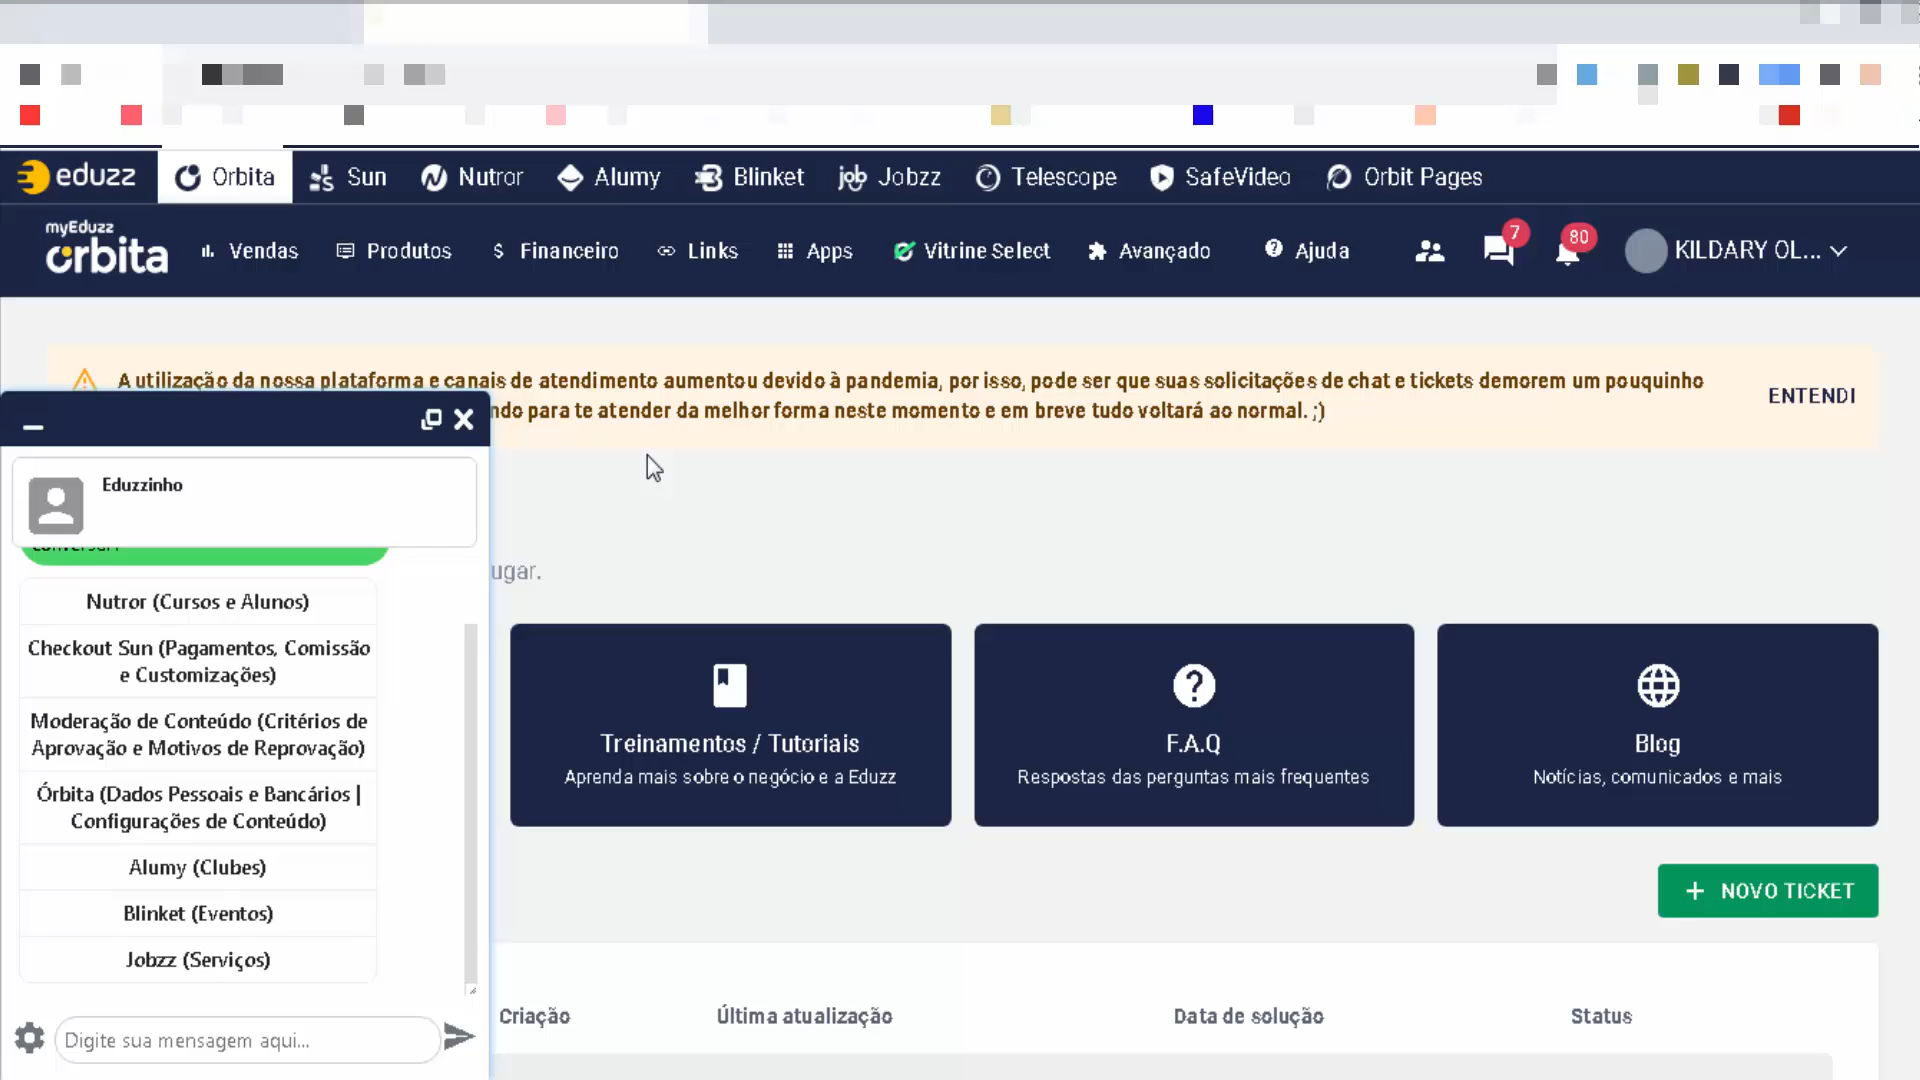 eduzz Orbita Sun Nutror Alumy Blinket job Jobzz Telescope SafeVideo Orbit Pages
myEduzz
orbita Vendas Produtos $ Financeiro Links Apps Vitrine Select Avançado Ajuda 7 80 KILDARY OL...
A utilização da nossa plataforma e canais de atendimento aumentou devido à pandemia, por isso, pode ser que suas solicitações de chat e tickets demorem um pouquinho
ndo para te atender da melhor forma neste momento e em breve tudo voltará ao normal. ;)
ENTENDI
Eduzzinho
ugar.
Nutror (Cursos e Alunos)
Checkout Sun (Pagamentos, Comissão
e Customizações)
Moderação de Conteúdo (Critérios de
Aprovação e Motivos de Reprovação)
Órbita (Dados Pessoais e Bancários |
Configurações de Conteúdo)
Alumy (Clubes)
Blinket (Eventos)
Jobzz (Serviços)
Digite sua mensagem aqui...
Treinamentos / Tutoriais
Aprenda mais sobre o negócio e a Eduzz
F.A.Q
Respostas das perguntas mais frequentes
Blog
Notícias, comunicados e mais
+ NOVO TICKET
Criação Última atualização Data de solução Status